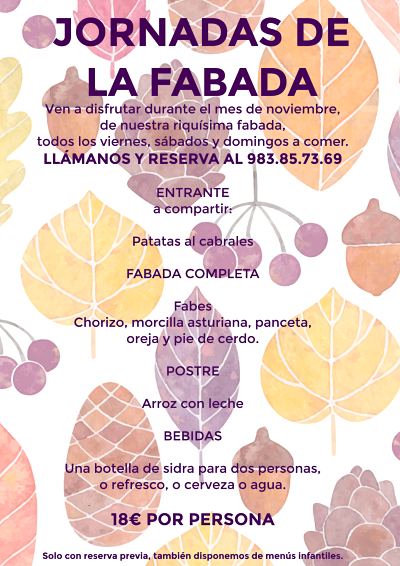 JORNADAS DE
LA FABADA
Ven a disfrutar durante el mes de noviembre,
de nuestra riquísima fabada,
todos los viernes, sábados y domingos a comer.
LLÁMANOS Y RESERVA AL 983.85.73.69
ENTRANTE
a compartir:
Patatas al cabrales
FABADA COMPLETA
Fabes
Chorizo, morcilla asturiana, panceta,
oreja y pie de cerdo.
POSTRE
Arroz con leche
BEBIDAS
Una botella de sidra para dos personas,
o refresco, o cerveza o agua.
18€ POR PERSONA
Solo con reserva previa, también disponemos de menús infantiles.